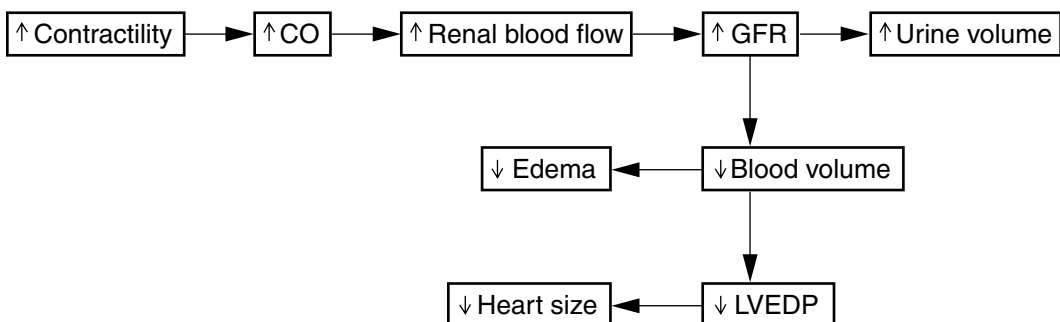 ↑ Contractility
↑ CO
↑ Renal blood flow
↑ GFR
↑ Urine volume
↓ Edema
↓ Blood volume
↓ Heart size
↓ LVEDP